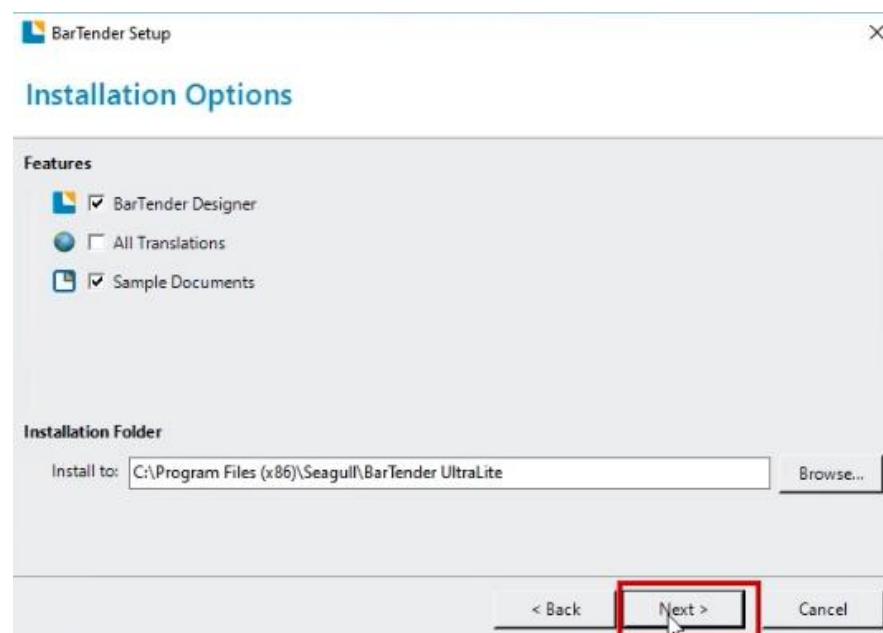 BarTender Setup
Installation Options
Features
BarTender Designer
All Translations
Sample Documents
Installation Folder
Install to: C:\Program Files (x86)\Seagull\BarTender UltraLite Browse...
< Back Next > Cancel